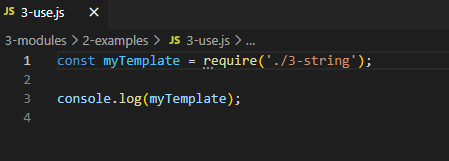 JS 3-use.js ×
3-modules > 2-examples > JS 3-use.js > ...
1 const myTemplate = require('./3-string');
2
3 console.log(myTemplate);
4